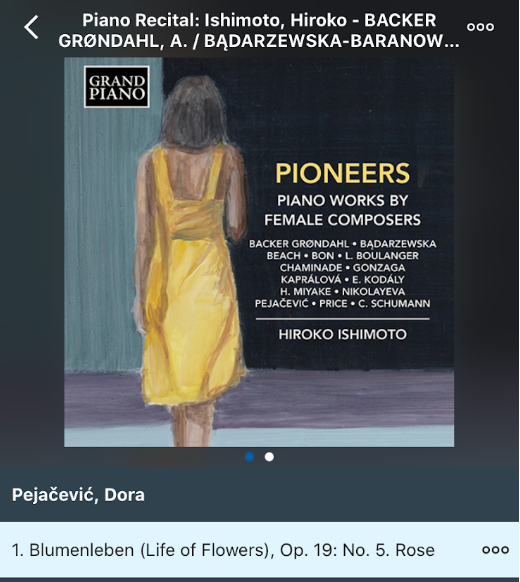 Piano Recital: Ishimoto, Hiroko - BACKER
GRØNDAHL, A. / BĄDARZEWSKA-BARANOW...
GRAND
PIANO
PIONEERS
PIANO WORKS BY
FEMALE COMPOSERS
BACKER GRØNDAHL • BĄDARZEWSKA
BEACH • BON • L. BOULANGER
CHAMINADE • GONZAGA
KAPRÁLOVÁ • E. KODÁLY
H. MIYAKE • NIKOLAYEVA
PEJAČEVIĆ • PRICE • C. SCHUMANN
HIROKO ISHIMOTO
Pejačević, Dora
1. Blumenleben (Life of Flowers), Op. 19: No. 5. Rose